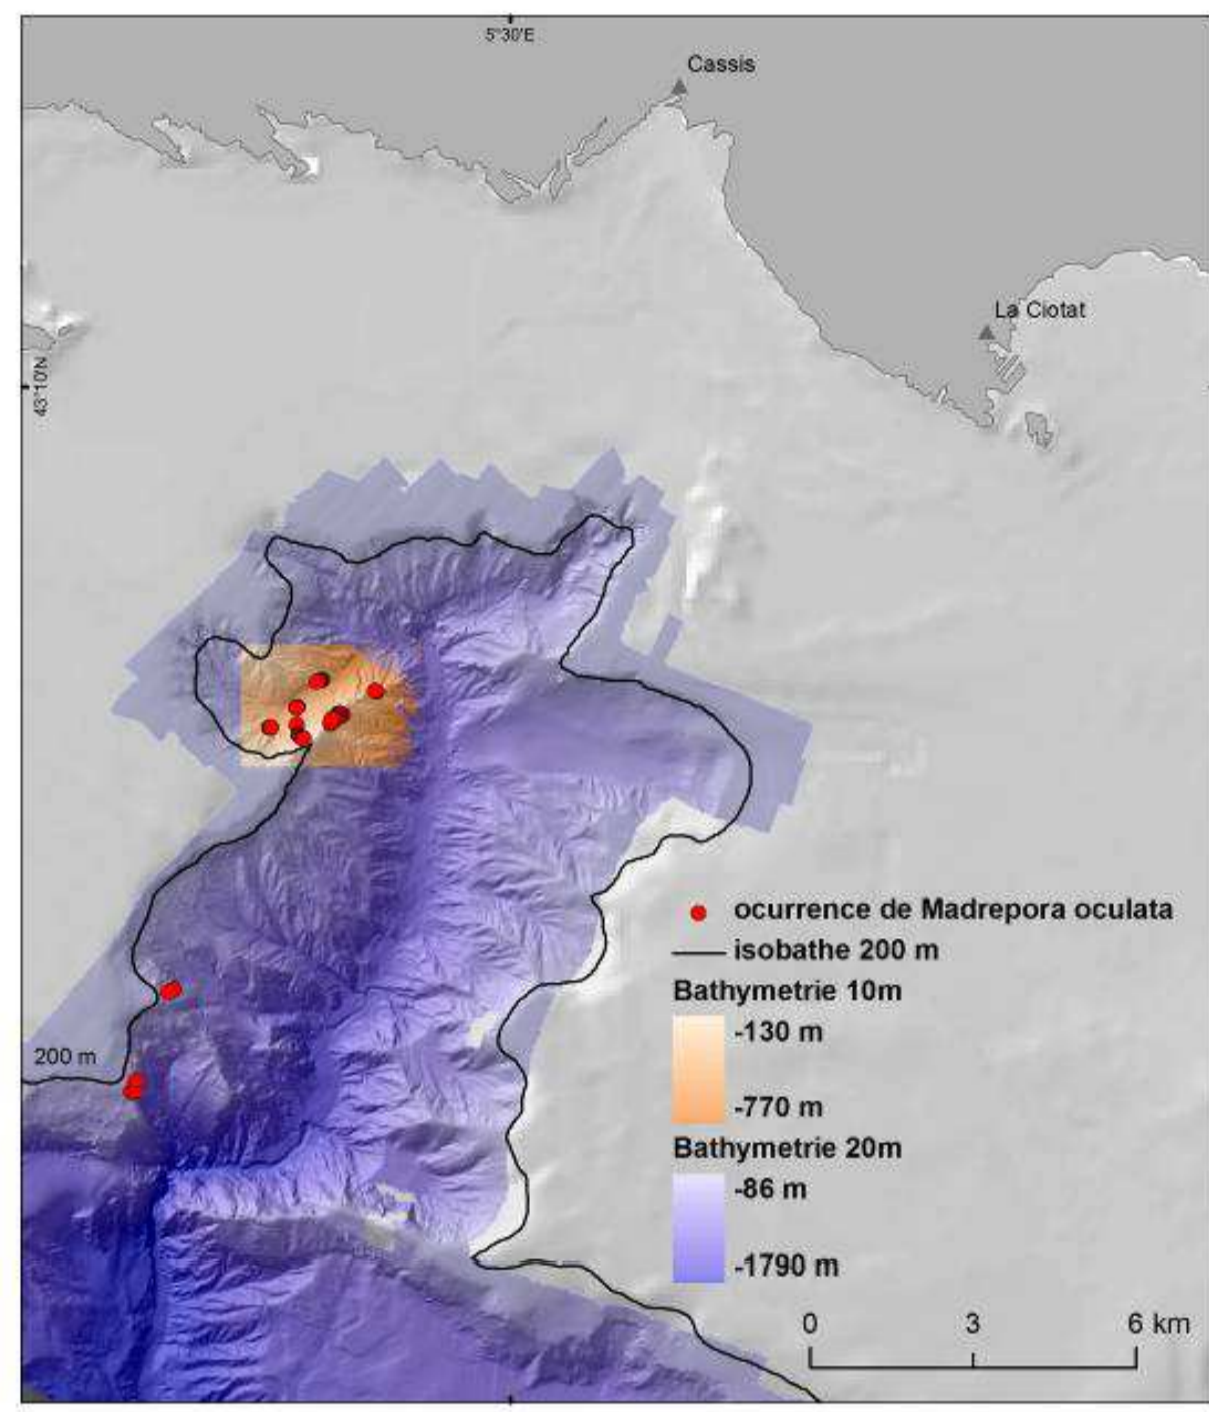 5°30'E
Cassis
La Ciotat
43°10'N
ocurrence de Madrepora oculata
isobathe 200 m
Bathymetrie 10m
-130 m
200 m
-770 m
Bathymetrie 20m
-86 m
-1790 m
0 3 6 km